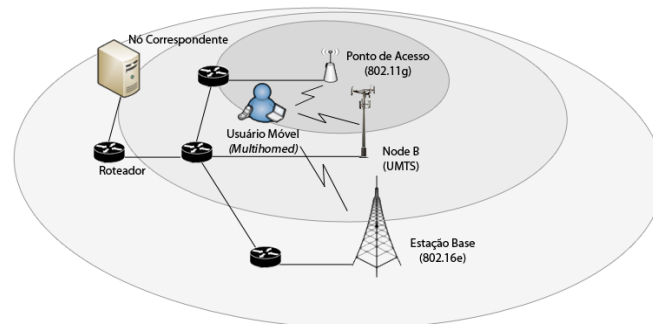 Nó Correspondente
Ponto de Acesso
(802.11g)
Usuário Móvel
(Multihomed)
Node B
(UMTS)
Roteador
Estação Base
(802.16e)